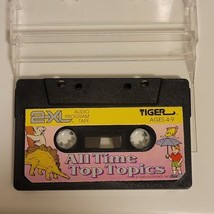 2-XL
AUDIO
PROGRAM
TAPE
TIGER
AGES 4-9
All Time
Top Topics